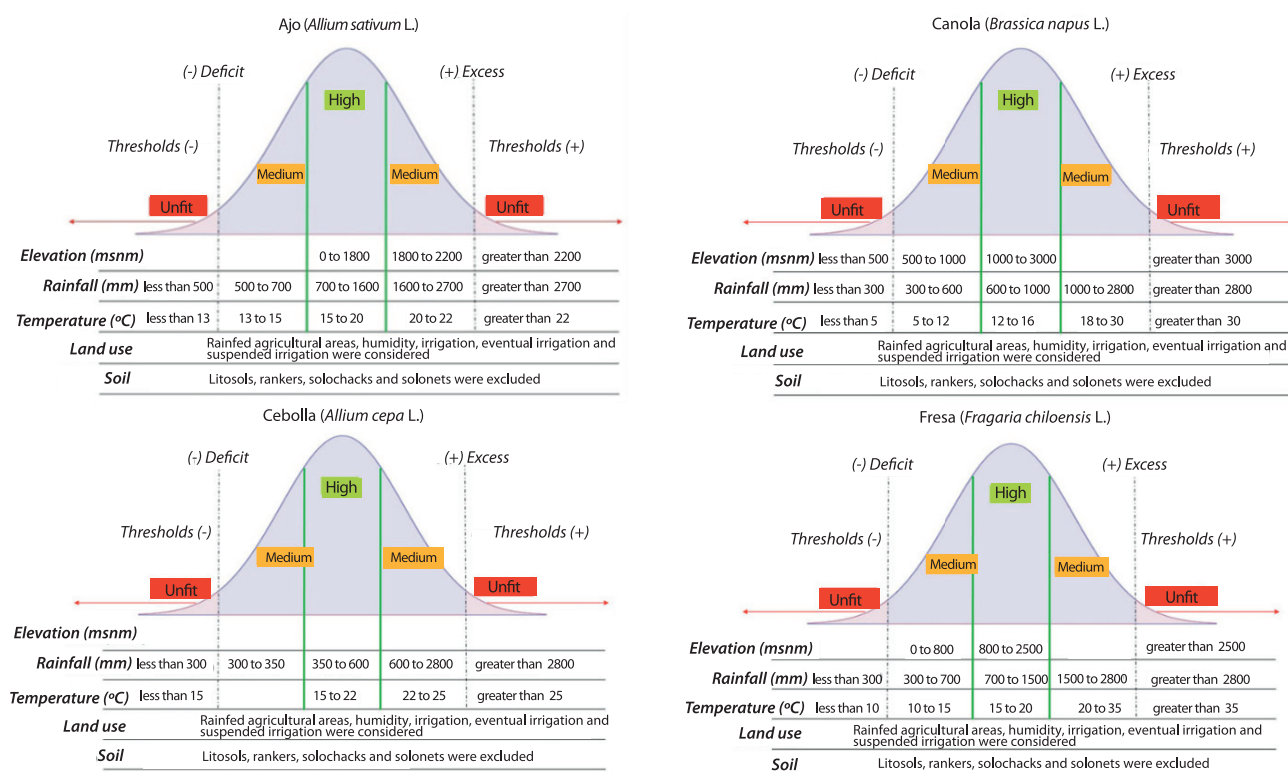 Ajo (Allium sativum L.)
(-) Deficit
(+) Excess
High
Thresholds (-)
Thresholds (+)
Medium
Medium
Unfit
Unfit
Elevation (msnm) 0 to 1800 1800 to 2200 greater than 2200
Rainfall (mm) less than 500 500 to 700 700 to 1600 1600 to 2700 greater than 2700
Temperature (ºC) less than 13 13 to 15 15 to 20 20 to 22 greater than 22
Land use Rainfed agricultural areas, humidity, irrigation, eventual irrigation and
suspended irrigation were considered
Soil Litosols, rankers, solochacks and solonets were excluded
Canola (Brassica napus L.)
(-) Deficit
(+) Excess
High
Thresholds (-)
Thresholds (+)
Medium
Medium
Unfit
Unfit
Elevation (msnm) less than 500 500 to 1000 1000 to 3000 greater than 3000
Rainfall (mm) less than 300 300 to 600 600 to 1000 1000 to 2800 greater than 2800
Temperature (ºC) less than 5 5 to 12 12 to 16 18 to 30 greater than 30
Land use Rainfed agricultural areas, humidity, irrigation, eventual irrigation and
suspended irrigation were considered
Soil Litosols, rankers, solochacks and solonets were excluded
Cebolla (Allium cepa L.)
(-) Deficit
(+) Excess
High
Thresholds (-)
Thresholds (+)
Medium
Medium
Unfit
Unfit
Elevation (msnm)
Rainfall (mm) less than 300 300 to 350 350 to 600 600 to 2800 greater than 2800
Temperature (ºC) less than 15 15 to 22 22 to 25 greater than 25
Land use Rainfed agricultural areas, humidity, irrigation, eventual irrigation and
suspended irrigation were considered
Soil Litosols, rankers, solochacks and solonets were excluded
Fresa (Fragaria chiloensis L.)
(-) Deficit
(+) Excess
High
Thresholds (-)
Thresholds (+)
Medium
Medium
Unfit
Unfit
Elevation (msnm) 0 to 800 800 to 2500 greater than 2500
Rainfall (mm) less than 300 300 to 700 700 to 1500 1500 to 2800 greater than 2800
Temperature (ºC) less than 10 10 to 15 15 to 20 20 to 35 greater than 35
Land use Rainfed agricultural areas, humidity, irrigation, eventual irrigation and
suspended irrigation were considered
Soil Litosols, rankers, solochacks and solonets were excluded